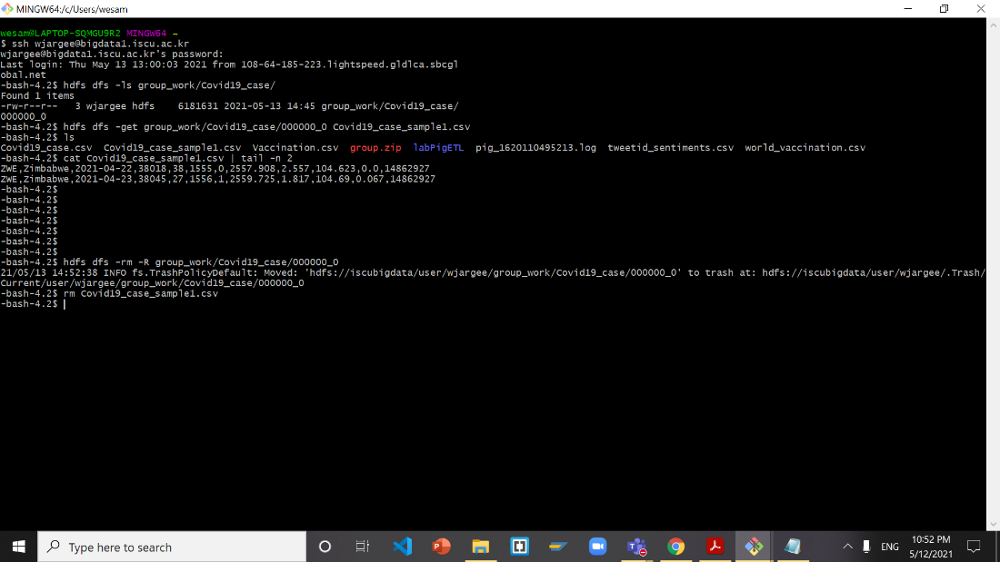 MINGW64:/c/Users/wesam
wesam@LAPTOP-SQMGU9R2 MINGW64 ~
$ ssh wjargee@bigdata1.iscu.ac.kr
wjargee@bigdata1.iscu.ac.kr's password:
Last login: Thu May 13 13:00:03 2021 from 108-64-185-223.lightspeed.gldlca.sbcgl
obal.net
-bash-4.2$ hdfs dfs -ls group_work/Covid19_case/
Found 1 items
-rw-r--r--   3 wjargee hdfs    6181631 2021-05-13 14:45 group_work/Covid19_case/
000000_0
-bash-4.2$ hdfs dfs -get group_work/Covid19_case/000000_0 Covid19_case_sample1.csv
-bash-4.2$ ls
Covid19_case.csv  Covid19_case_sample1.csv  Vaccination.csv  group.zip  labPigETL  pig_1620110495213.log  tweetid_sentiments.csv  world_vaccination.csv
-bash-4.2$ cat Covid19_case_sample1.csv | tail -n 2
ZWE,Zimbabwe,2021-04-22,38018,38,1555,0,2557.908,2.557,104.623,0.0,14862927
ZWE,Zimbabwe,2021-04-23,38045,27,1556,1,2559.725,1.817,104.69,0.067,14862927
-bash-4.2$
-bash-4.2$
-bash-4.2$
-bash-4.2$
-bash-4.2$
-bash-4.2$
-bash-4.2$
-bash-4.2$ hdfs dfs -rm -R group_work/Covid19_case/000000_0
21/05/13 14:52:38 INFO fs.TrashPolicyDefault: Moved: 'hdfs://iscubigdata/user/wjargee/group_work/Covid19_case/000000_0' to trash at: hdfs://iscubigdata/user/wjargee/.Trash/
Current/user/wjargee/group_work/Covid19_case/000000_0
-bash-4.2$ rm Covid19_case_sample1.csv
-bash-4.2$
Type here to search
ENG
10:52 PM
5/12/2021